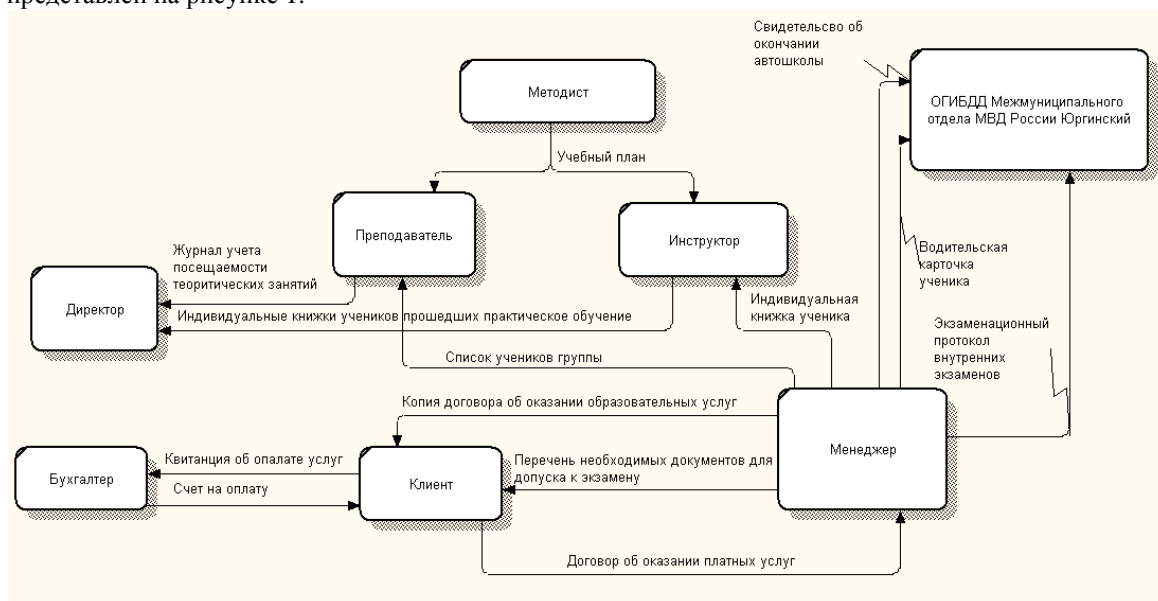 представлен на рисунке 1.
Свидетельсво об
окончании
автошколы
Методист
ОГИБДД Межмуниципального
отдела МВД России Юргинский
Учебный план
Преподаватель
Инструктор
Журнал учета
посещаемости
теоритических занятий
Водительская
карточка
ученика
Директор
Индивидуальные книжки учеников прошедших практическое обучение
Индивидуальная
книжка ученика
Экзаменационный
протокол
внутренних
экзаменов
Список учеников группы
Копия договора об оказании образовательных услуг
Менеджер
Квитанция об опалате услуг
Перечень необходимых документов для
допуска к экзамену
Бухгалтер
Клиент
Счет на оплату
Договор об оказании платных услуг